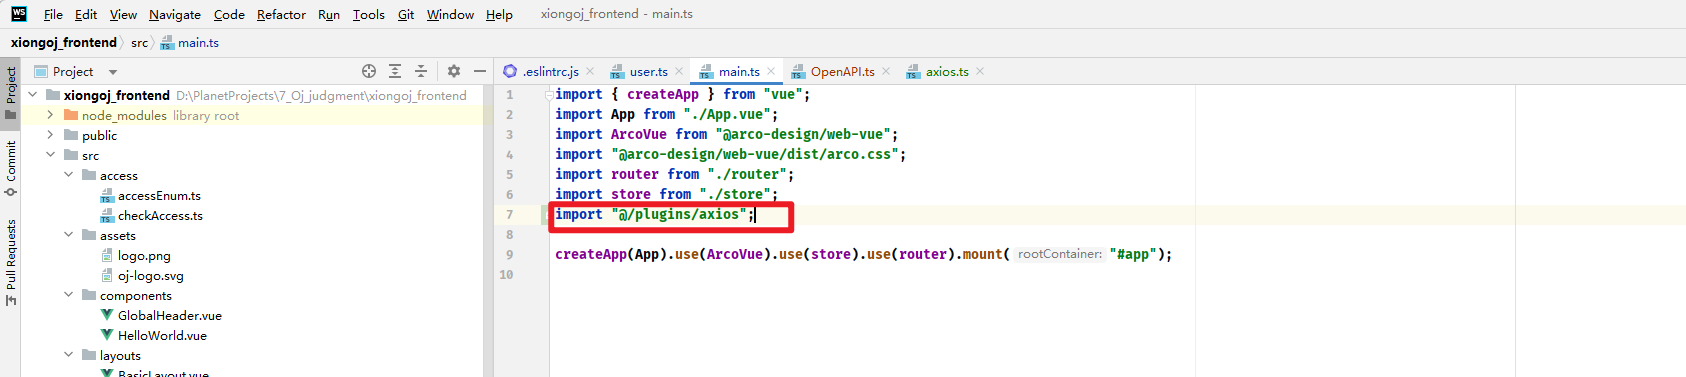 WS File Edit View Navigate Code Refactor Run Tools Git Window Help xiongoj_frontend - main.ts
xiongoj_frontend src main.ts
Project
Commit
Pull Requests
Project
xiongoj_frontend D:\PlanetProjects\7_Oj_judgment\xiongoj_frontend
node_modules library root
public
src
access
accessEnum.ts
checkAccess.ts
assets
logo.png
oj-logo.svg
components
GlobalHeader.vue
HelloWorld.vue
layouts
BasicLayout.vue
.eslintrc.js user.ts main.ts OpenAPI.ts axios.ts
1 import { createApp } from "vue";
2 import App from "./App.vue";
3 import ArcoVue from "@arco-design/web-vue";
4 import "@arco-design/web-vue/dist/arco.css";
5 import router from "./router";
6 import store from "./store";
7 import "@/plugins/axios";
8
9 createApp(App).use(ArcoVue).use(store).use(router).mount( rootContainer: "#app");
10